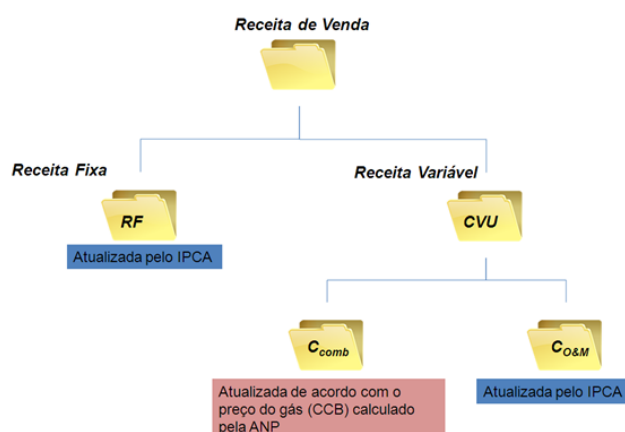 Receita de Venda
Receita Fixa
Receita Variável
RF
CVU
Atualizada pelo IPCA
Ccomb
CO&M
Atualizada de acordo com o
preço do gás (CCB) calculado
pela ANP
Atualizada pelo IPCA